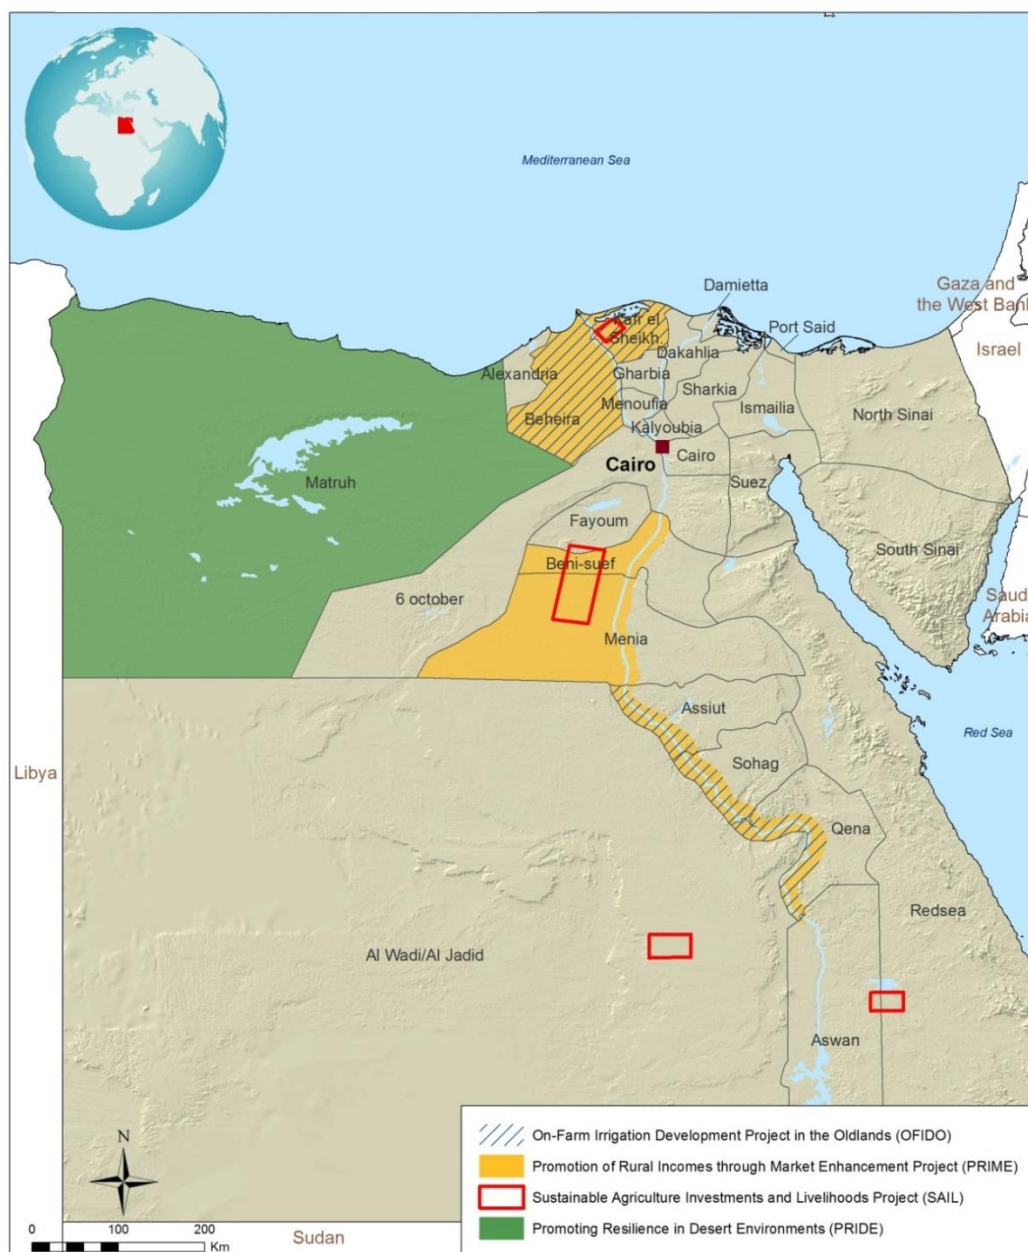 Mediterranean Sea
Damietta
Gaza and
the West Bank
Kafr el
Sheikh
Port Said
Dakahlia
Israel
Alexandria
Gharbia
Sharkia
Menoufia
Ismailia
North Sinai
Beheira
Kalyoubia
Cairo
Cairo
Matruh
Suez
Fayoum
South Sinai
Beni-suef
6 october
Saudi
Arabia
Menia
Assiut
Red Sea
Libya
Sohag
Qena
Redsea
Al Wadi/Al Jadid
Aswan
On-Farm Irrigation Development Project in the Oldlands (OFIDO)
Promotion of Rural Incomes through Market Enhancement Project (PRIME)
Sustainable Agriculture Investments and Livelihoods Project (SAIL)
Promoting Resilience in Desert Environments (PRIDE)
N
0 100 200
Km
Sudan